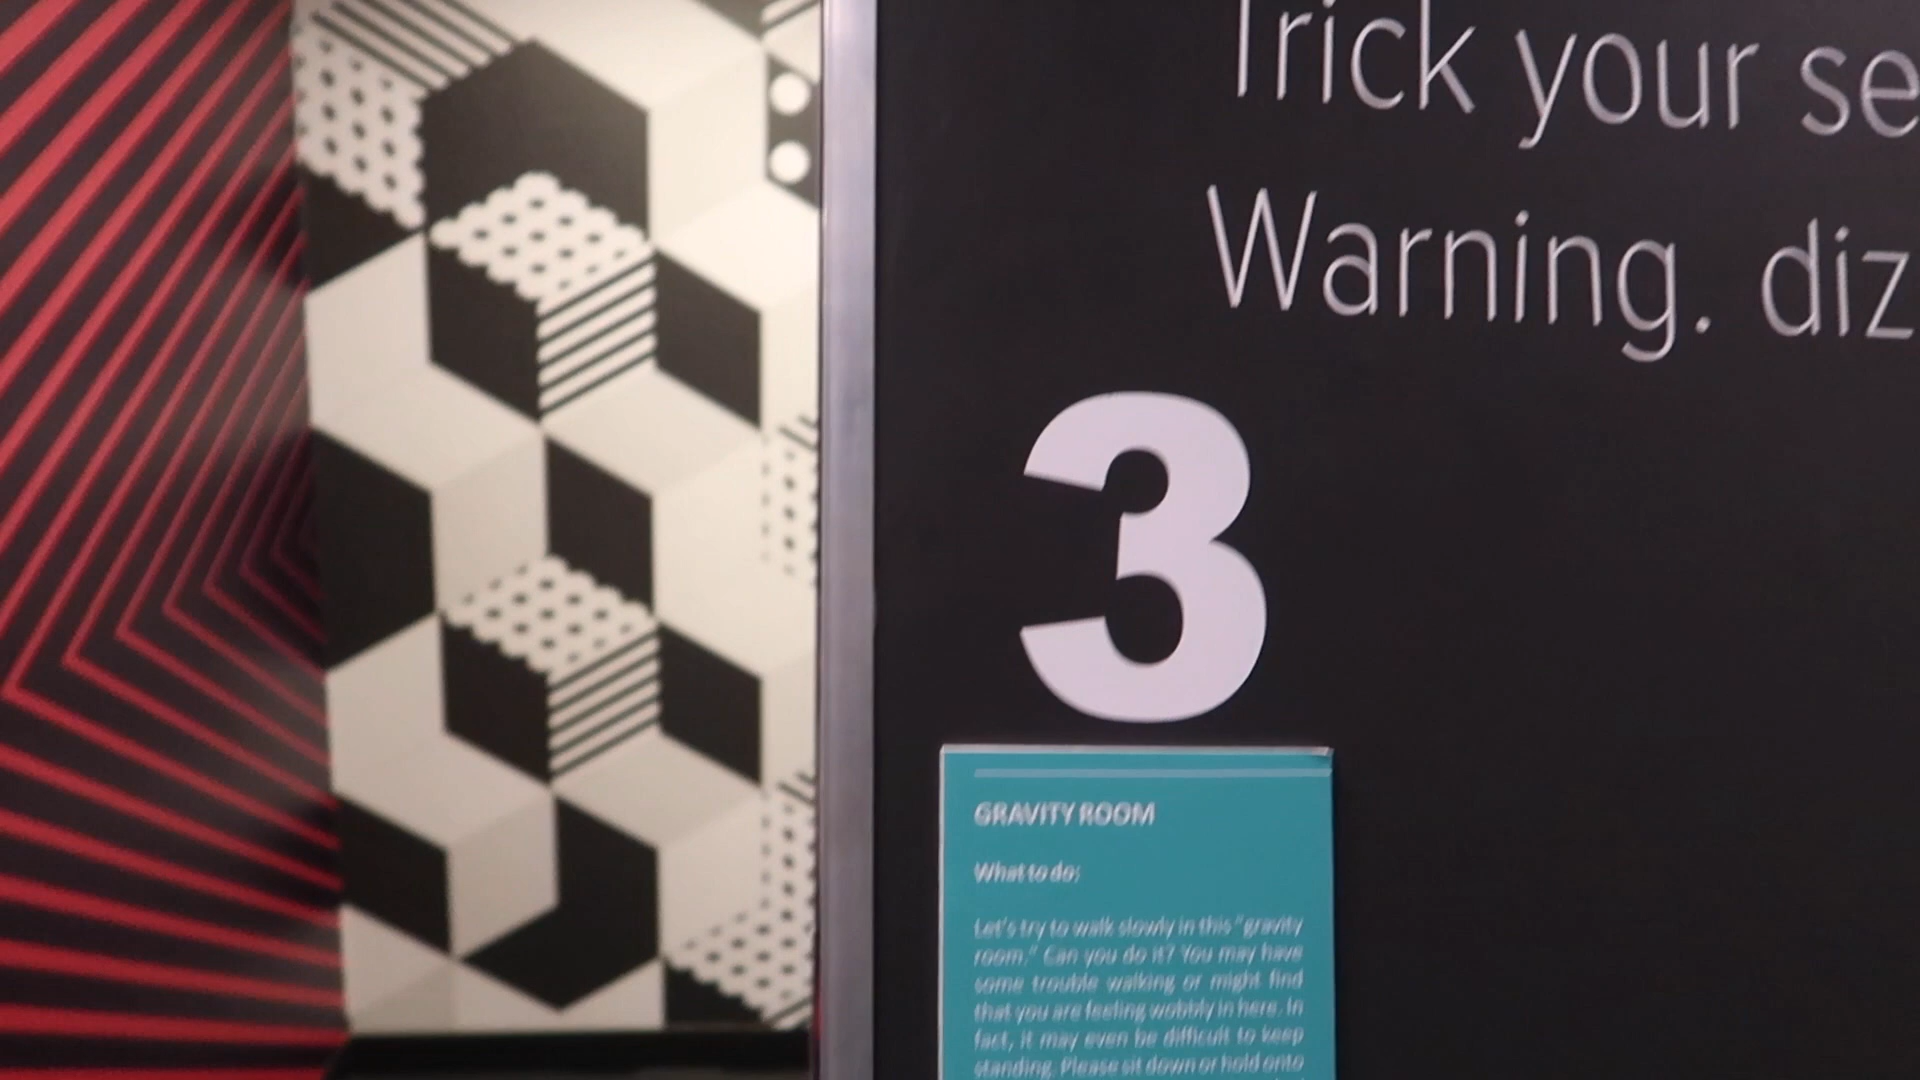 Trick your se
Warning. diz
3
GRAVITY ROOM
What to do:
Let's try to walk slowly in this "gravity
room." Can you do it? You may have
some trouble walking or might find
that you are feeling wobbly in here. In
fact, it may even be difficult to keep
standing. Please sit down or hold onto